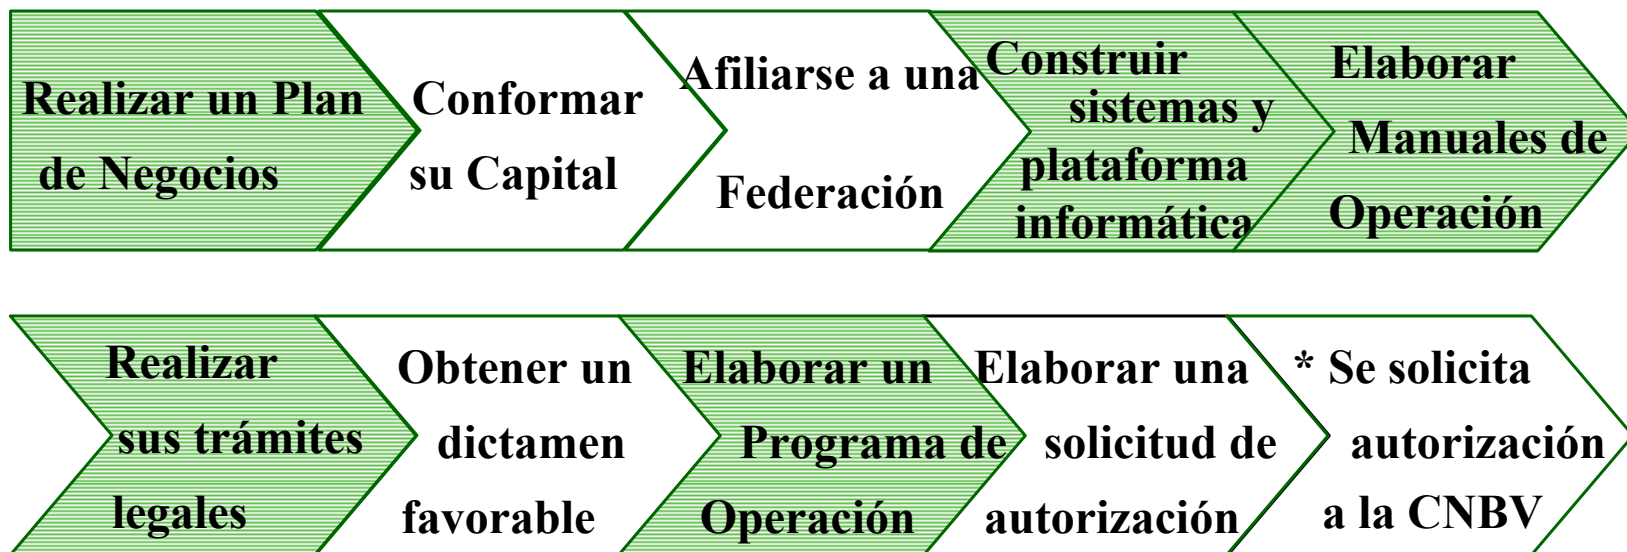 Realizar un Plan
de Negocios
Conformar
su Capital
Afiliarse a una
Federación
Construir
sistemas y
plataforma
informática
Elaborar
Manuales de
Operación
Realizar
sus trámites
legales
Obtener un
dictamen
favorable
Elaborar un
Programa de
Operación
Elaborar una
solicitud de
autorización
* Se solicita
autorización
a la CNBV